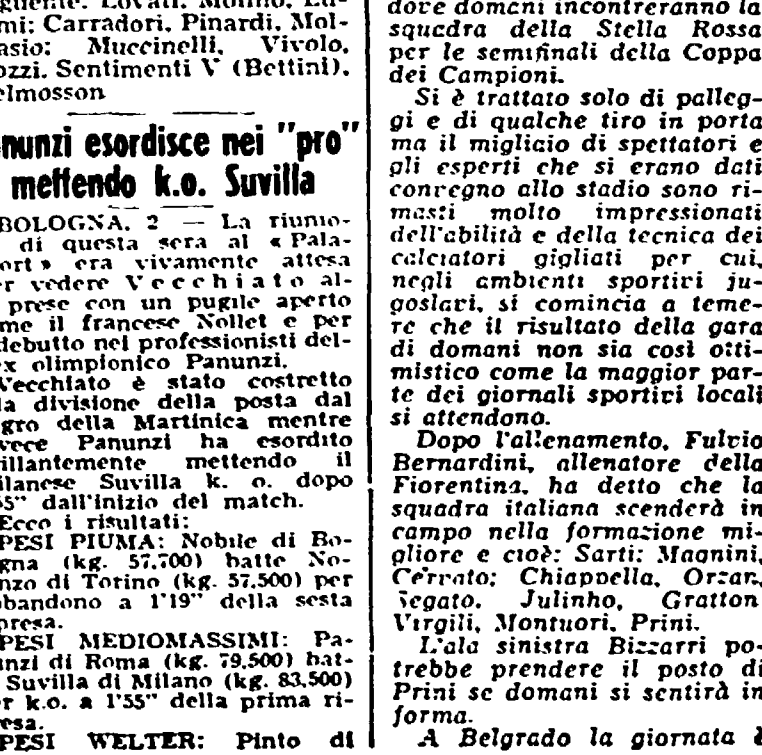 guente: Lovati, Molino, Lu-
mi; Carradori, Pinardi, Mol-
asio; Muccinelli, Vivolo,
ozzi, Sentimenti V (Bettini),
elmosson
nunzi esordisce nei "pro"
mettendo k.o. Suvilla
BOLOGNA, 2 — La riunio-
di questa sera al « Pala-
ort » era vivamente attesa
r vedere Vecchiato al-
prese con un pugile aperto
me il francese Nollet e per
debutto nei professionisti del-
x olimpionico Panunzi.
Vecchiato è stato costretto
la divisione della posta dal
gro della Martinica mentre
vece Panunzi ha esordito
illantemente mettendo il
ilanese Suvilla k. o. dopo
55" dall'inizio del match.
Ecco i risultati:
PESI PIUMA: Nobile di Bo-
gna (kg. 57.700) batte No-
nzo di Torino (kg. 57.500) per
bbandono a 1'19" della sesta
presa.
PESI MEDIOMASSIMI: Pa-
unzi di Roma (kg. 79.500) bat-
Suvilla di Milano (kg. 83.500)
r k.o. a 1'55" della prima ri-
esa.
PESI WELTER: Pinto di
dove domani incontreranno la
squadra della Stella Rossa
per le semifinali della Coppa
dei Campioni.
Si è trattato solo di palleg-
gi e di qualche tiro in porta
ma il migliaio di spettatori e
gli esperti che si erano dati
convegno allo stadio sono ri-
masti molto impressionati
dell'abilità e della tecnica dei
calciatori gigliati per cui,
negli ambienti sportivi ju-
goslavi, si comincia a teme-
re che il risultato della gara
di domani non sia così otti-
mistico come la maggior par-
te dei giornali sportivi locali
si attendono.
Dopo l'allenamento, Fulvio
Bernardini, allenatore della
Fiorentina, ha detto che la
squadra italiana scenderà in
campo nella formazione mi-
gliore e cioè: Sarti; Magnini,
Cervato; Chiappella, Orzan,
Segato, Julinho, Gratton
Virgili, Montuori, Prini.
L'ala sinistra Bizzarri po-
trebbe prendere il posto di
Prini se domani si sentirà in
forma.
A Belgrado la giornata è